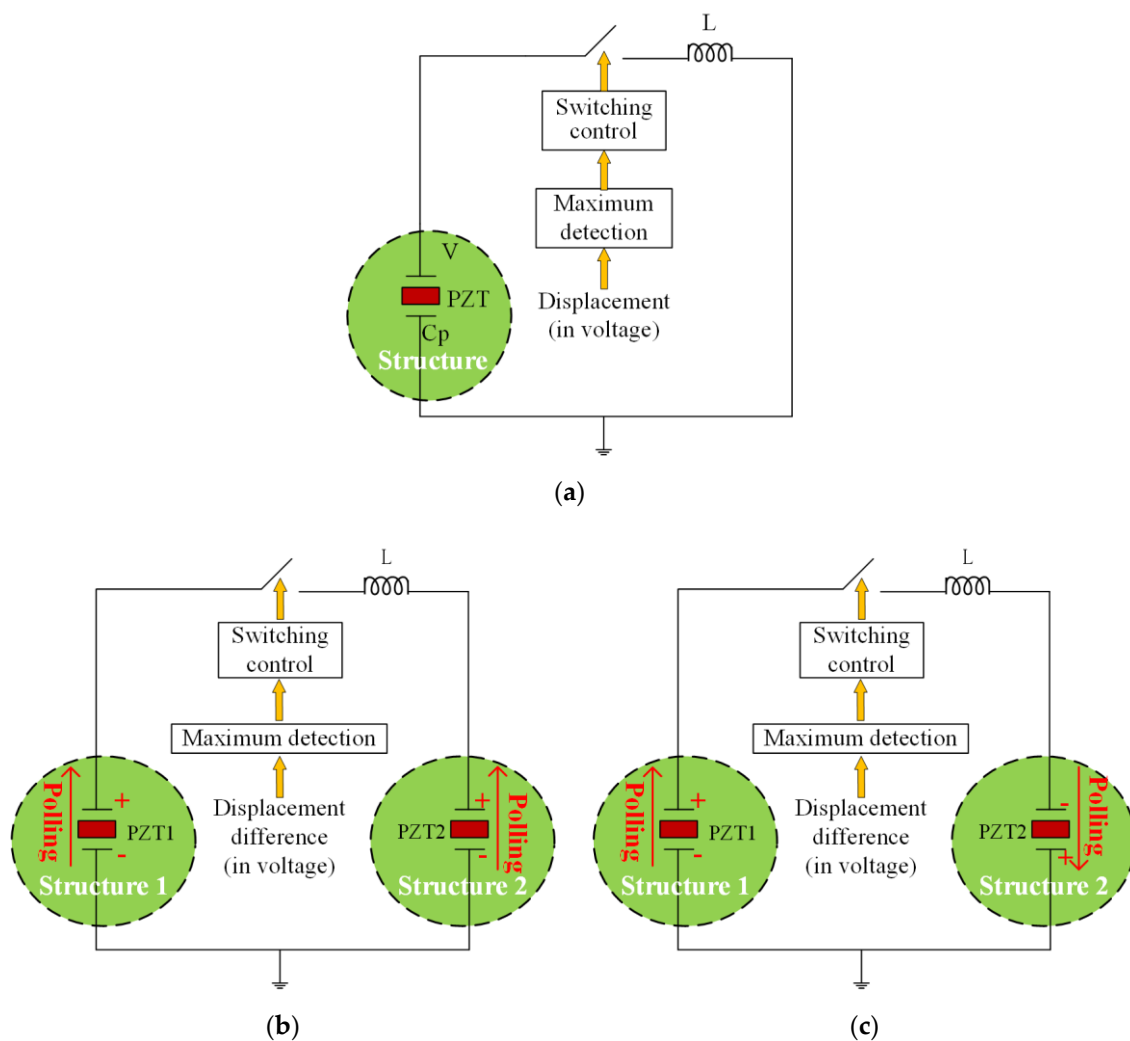 L
Switching
control
Maximum
detection
Displacement
(in voltage)
V
PZT
Cp
Structure
(a)
L
Switching
control
Maximum detection
Displacement
difference
(in voltage)
Polling
+
PZT1
-
Structure 1
+
PZT2
-
Polling
Structure 2
(b)
L
Switching
control
Maximum detection
Displacement
difference
(in voltage)
Polling
+
PZT1
-
Structure 1
-
PZT2
+
Polling
Structure 2
(c)